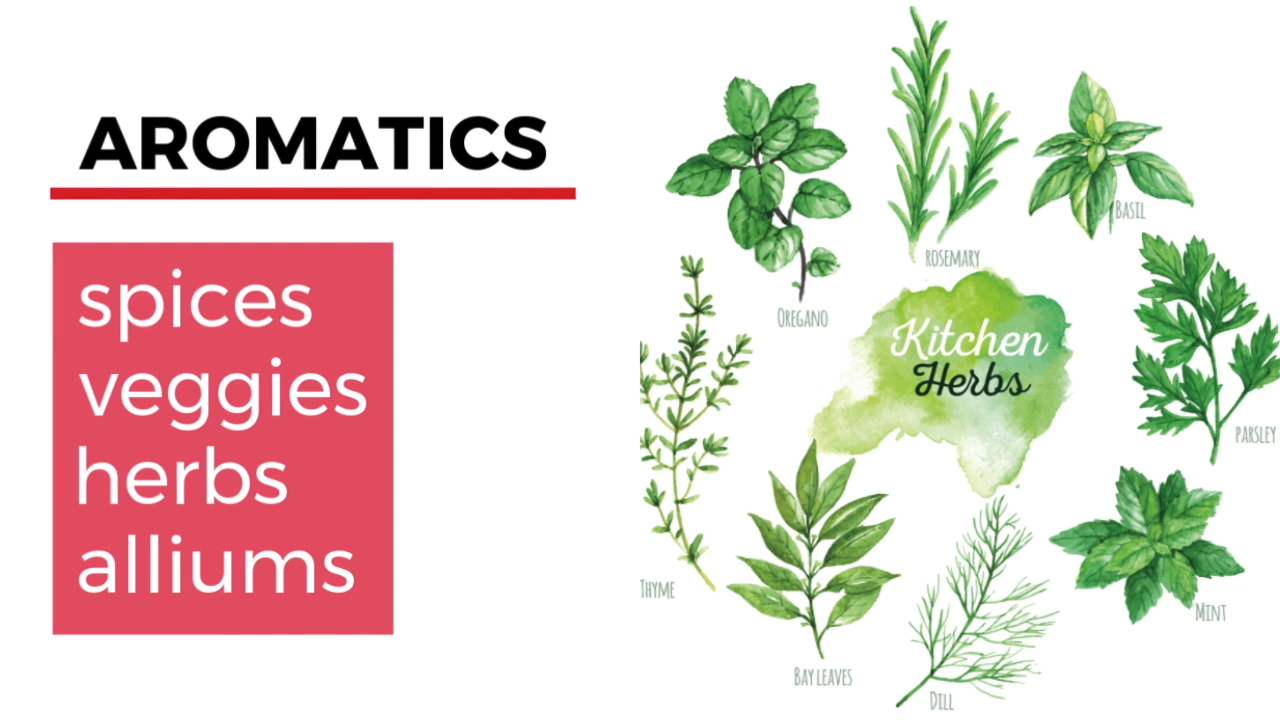 AROMATICS
spices
veggies
herbs
alliums
Kitchen
Herbs
OREGANO
ROSEMARY
BASIL
PARSLEY
MINT
DILL
BAY LEAVES
THYME